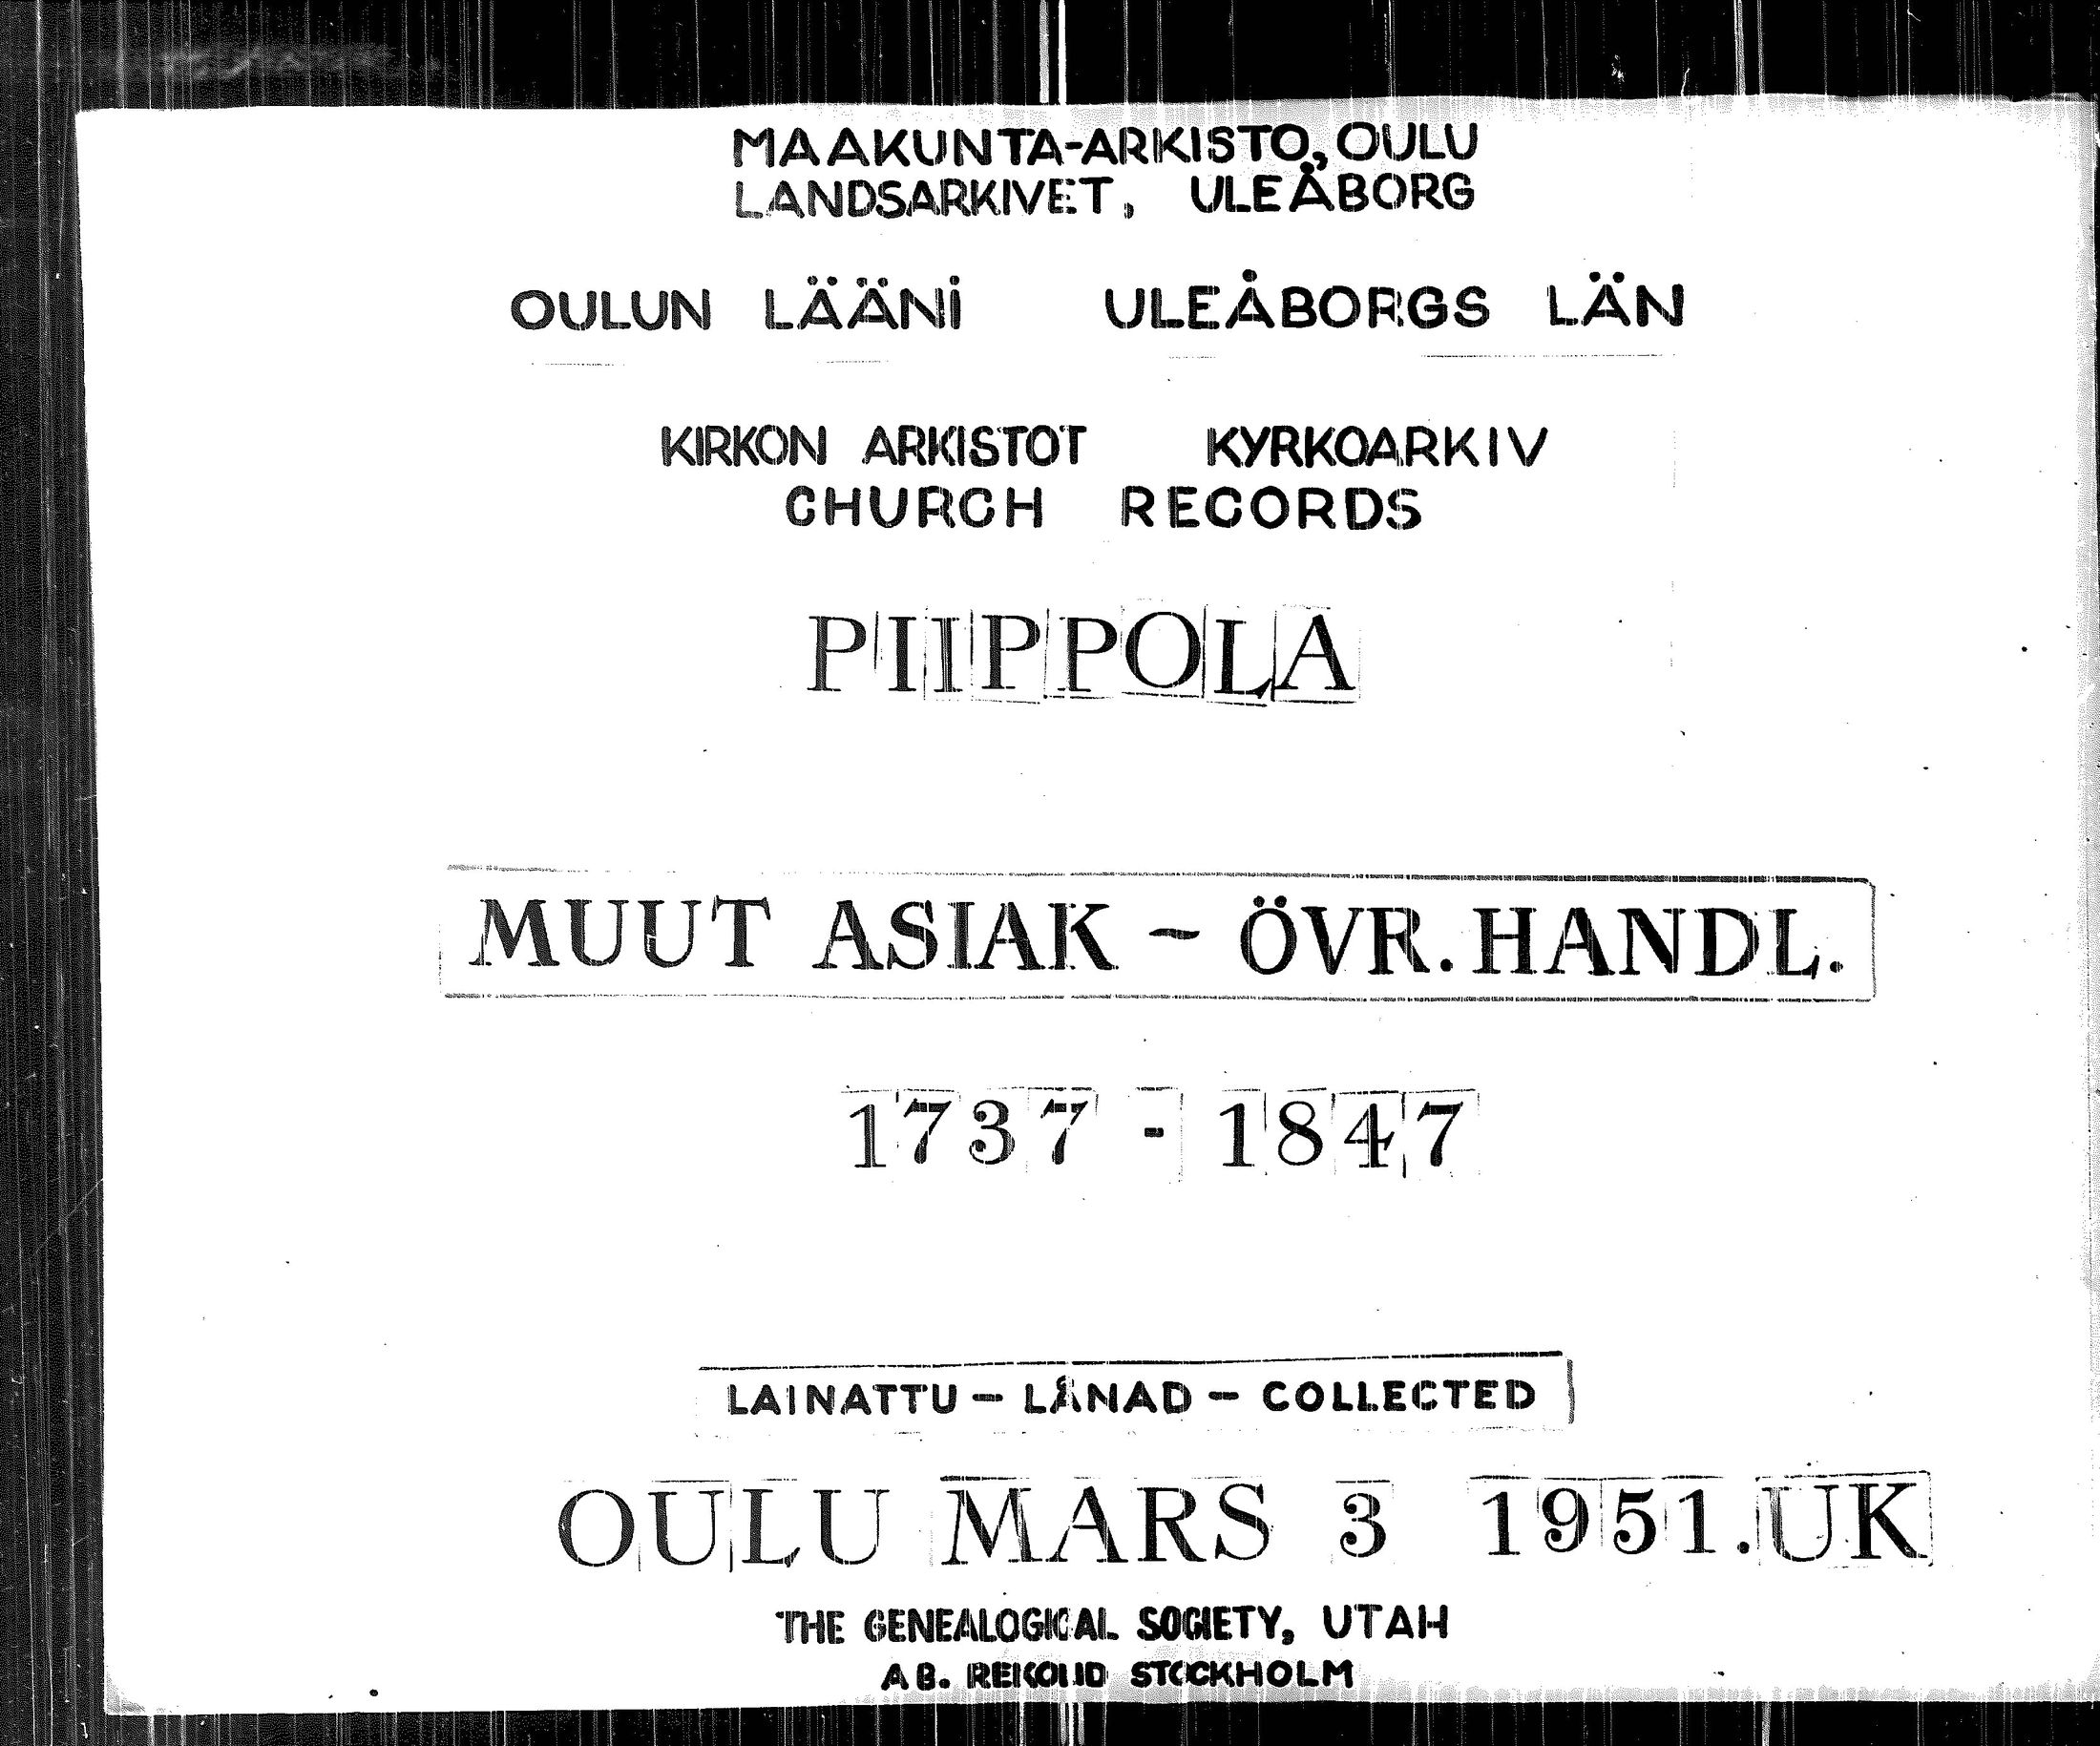 MAAKUNTA-ARKISTO, OULU
LANDSARKIVET, ULEÅBORG
OULUN LÄÄNI ULEÅBORGS LÄN
KIRKON ARKISTOT KYRKOARKIV
CHURCH RECORDS
PIIPPOLA
MUUT ASIAK - ÖVR. HANDL.
1737 - 1847
LAINATTU - LÅNAD - COLLECTED
OULU MARS 3 1951. UK
THE GENEALOGICAL SOCIETY, UTAH
AB. REKOLID STOCKHOLM